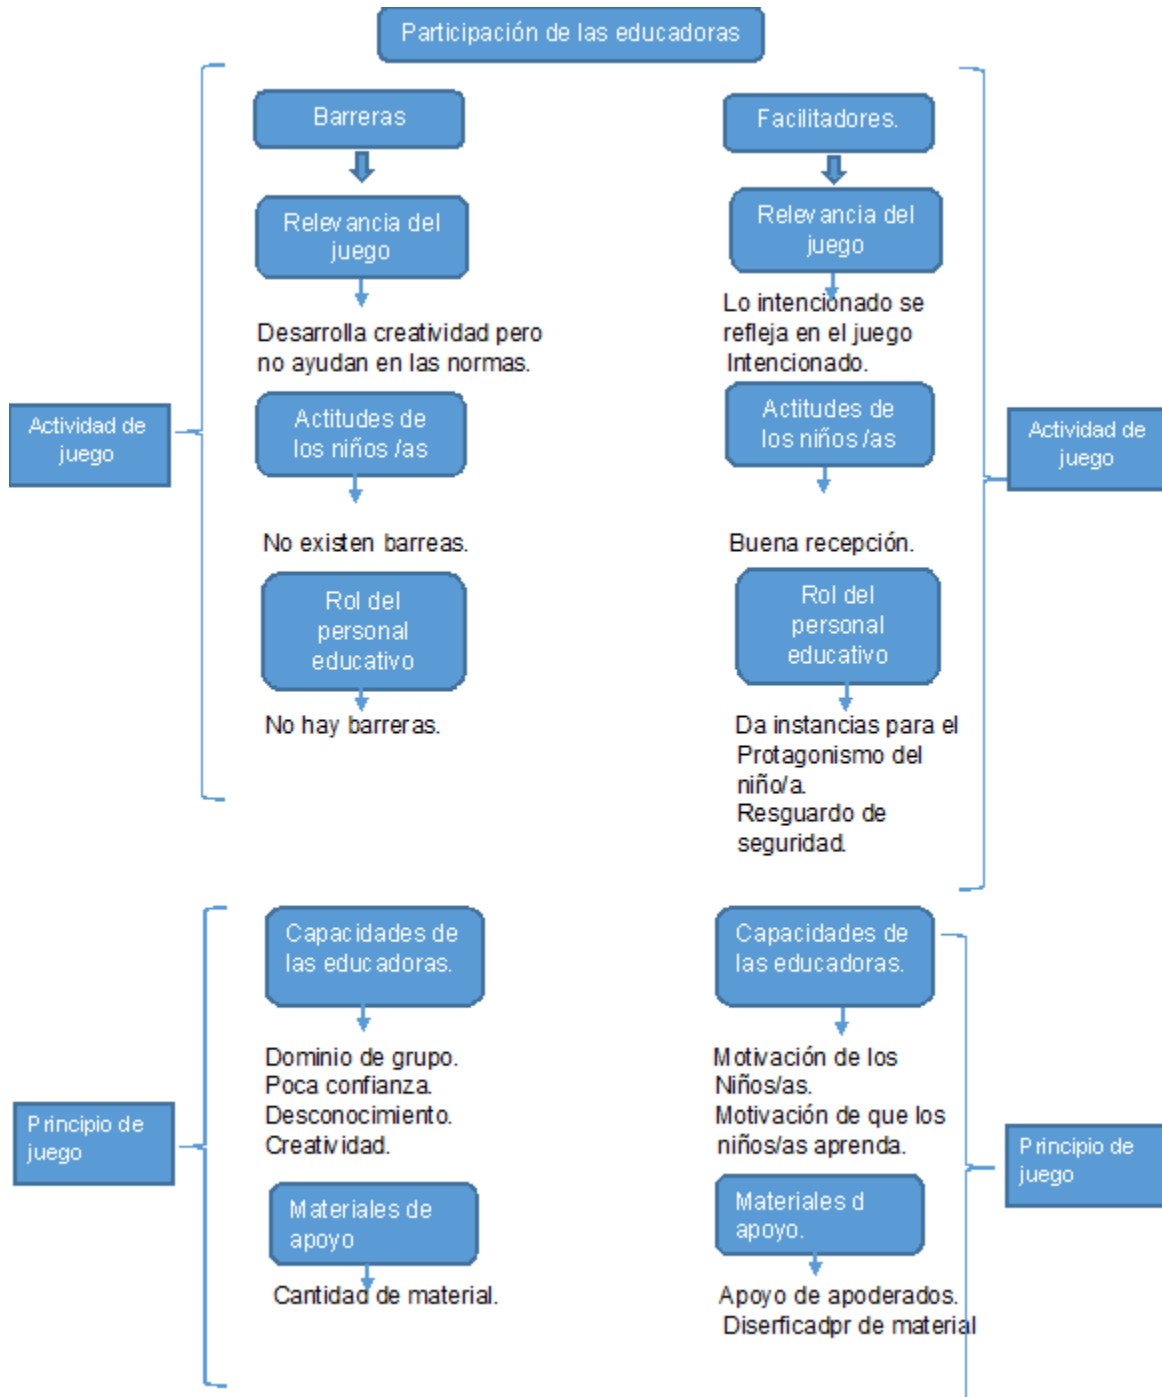 Participación de las educadoras
Barreras
Facilitadores.
Relevancia del
juego
Relevancia del
juego
Desarrolla creatividad pero
no ayudan en las normas.
Lo intencionado se
refleja en el juego
Intencionado.
Actividad de
juego
Actitudes de
los niños /as
Actitudes de
los niños /as
Actividad de
juego
No existen barreas.
Buena recepción.
Rol del
personal
educativo
Rol del
personal
educativo
No hay barreras.
Da instancias para el
Protagonismo del
niño/a.
Resguardo de
seguridad.
Capacidades de
las educadoras.
Capacidades de
las educadoras.
Dominio de grupo.
Poca confianza.
Desconocimiento.
Creatividad.
Motivación de los
Niños/as.
Motivación de que los
niños/as aprenda.
Principio de
juego
Principio de
juego
Materiales de
apoyo
Materiales d
apoyo.
Cantidad de material.
Apoyo de apoderados.
Diserficadpr de material